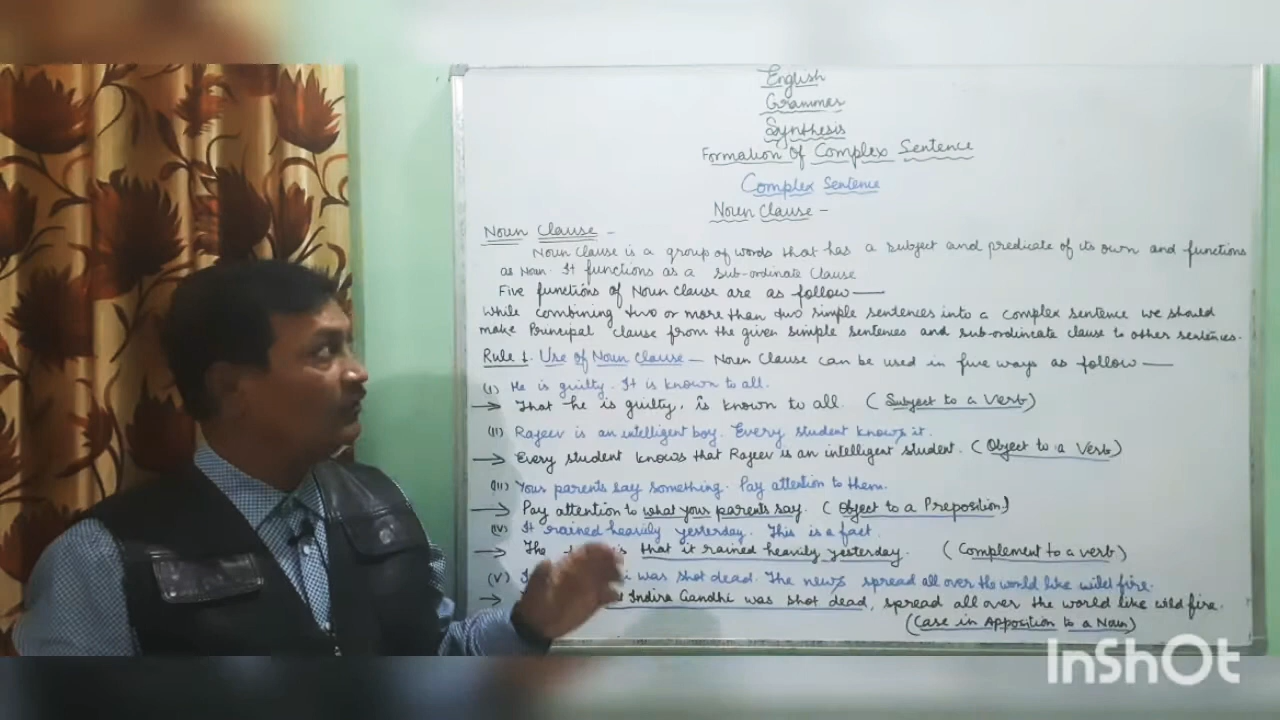 English
Grammer
Synthesis
Formation Of Complex Sentence
Complex Sentence
Noun Clause -
Noun Clause -
Noun Clause is a group of words that has a subject and predicate of its own and functions
as Noun. It functions as a sub-ordinate Clause
Five functions of Noun Clause are as follow —
While combining two or more than two simple sentences into a complex sentence we should
make Principal clause from the given simple sentences and sub-ordinate clause to other sentences.
Rule 1. Use of Noun Clause — Noun Clause can be used in five ways as follow —
(I) He is guilty. It is known to all.
→ That he is guilty, is known to all. (Subject to a Verb)
(II) Rajeev is an intelligent boy. Every student knows it.
→ Every student knows that Rajeev is an intelligent student. (Object to a Verb)
(III) Your parents say something. Pay attention to them.
→ Pay attention to what your parents say. (Object to a Preposition)
(IV) It rained heavily yesterday. This is a fact.
→ The is that it rained heavily yesterday. (Complement to a verb)
(V) was shot dead. The news spread all over the world like wild fire.
→ Indira Gandhi was shot dead, spread all over the world like wild fire.
(Case in Apposition to a Noun)
InShOt